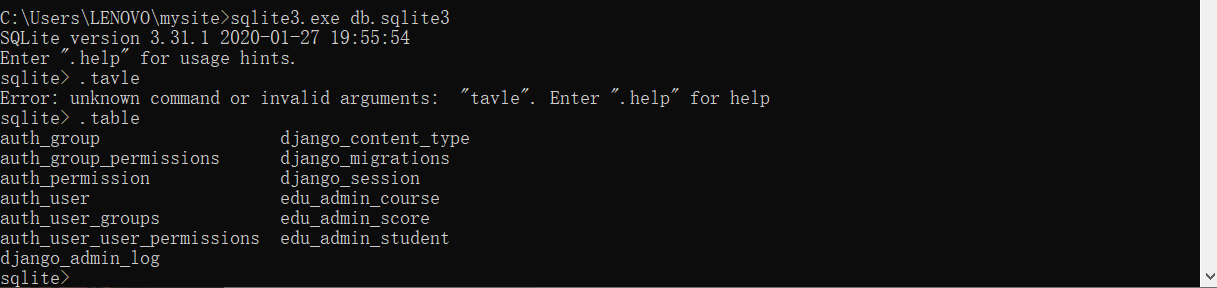 C:\Users\LENOVO\mysite>sqlite3.exe db.sqlite3
SQLite version 3.31.1 2020-01-27 19:55:54
Enter ".help" for usage hints.
sqlite> .tavle
Error: unknown command or invalid arguments:  "tavle". Enter ".help" for help
sqlite> .table
auth_group                  django_content_type
auth_group_permissions      django_migrations
auth_permission             django_session
auth_user                   edu_admin_course
auth_user_groups            edu_admin_score
auth_user_user_permissions  edu_admin_student
django_admin_log
sqlite>